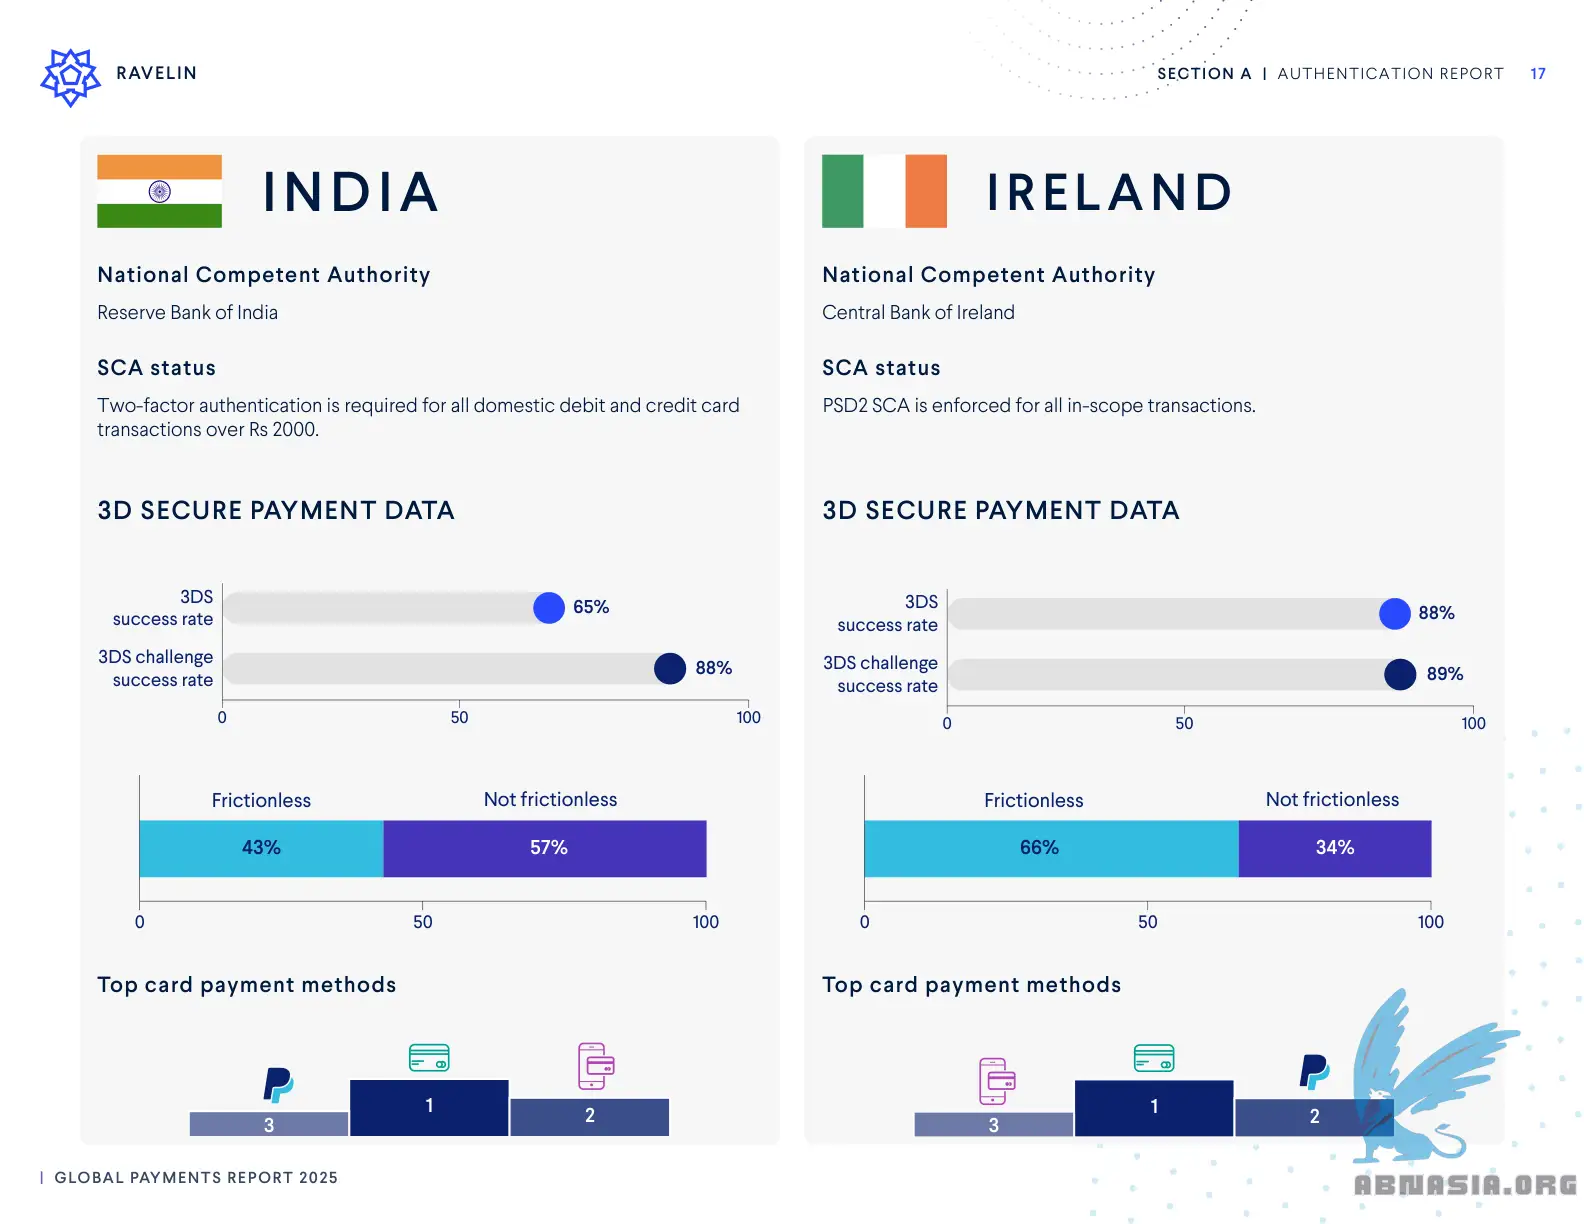 RAVELIN
SECTION A | AUTHENTICATION REPORT 17
INDIA
National Competent Authority
Reserve Bank of India
SCA status
Two-factor authentication is required for all domestic debit and credit card
transactions over Rs 2000.
3D SECURE PAYMENT DATA
3DS
success rate
65%
3DS challenge
success rate
88%
0 50 100
Frictionless Not frictionless
43% 57%
0 50 100
Top card payment methods
3 1 2
IRELAND
National Competent Authority
Central Bank of Ireland
SCA status
PSD2 SCA is enforced for all in-scope transactions.
3D SECURE PAYMENT DATA
3DS
success rate
88%
3DS challenge
success rate
89%
0 50 100
Frictionless Not frictionless
66% 34%
0 50 100
Top card payment methods
3 1 2
| GLOBAL PAYMENTS REPORT 2025
ABNASIA.ORG